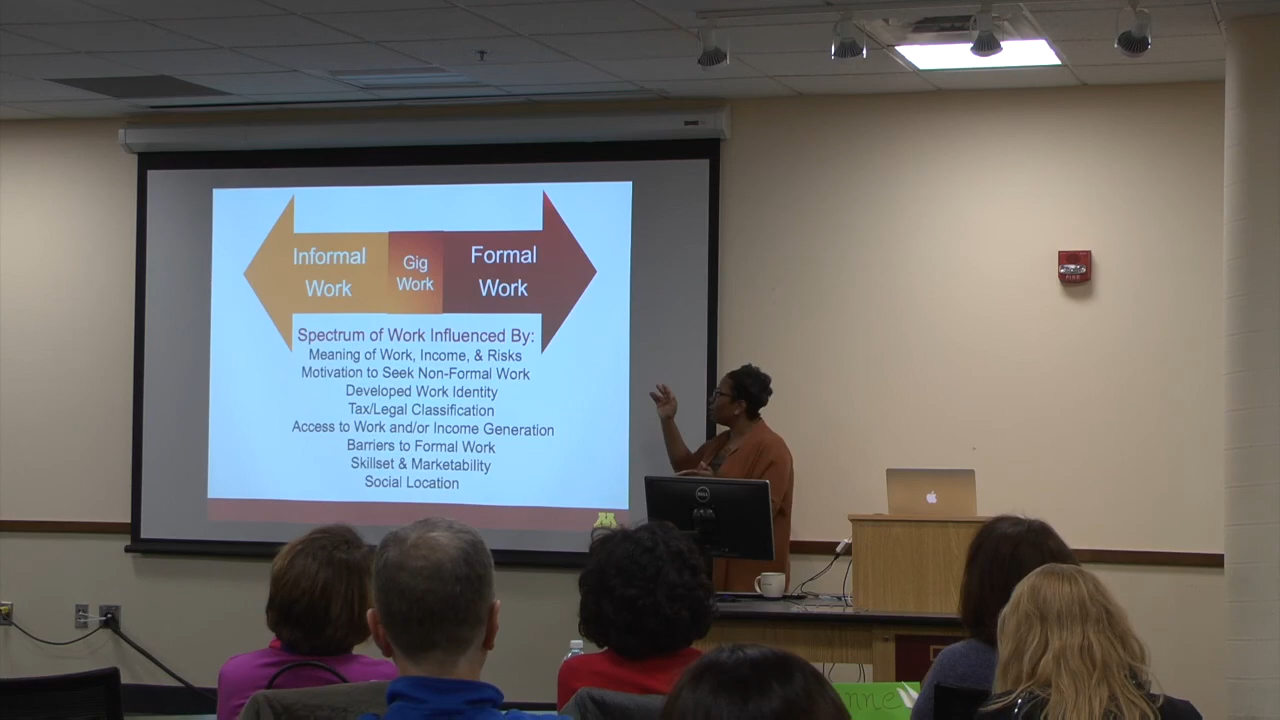 Informal
Work
Gig
Work
Formal
Work
Spectrum of Work Influenced By:
Meaning of Work, Income, & Risks
Motivation to Seek Non-Formal Work
Developed Work Identity
Tax/Legal Classification
Access to Work and/or Income Generation
Barriers to Formal Work
Skillset & Marketability
Social Location
M
DELL
FIRE